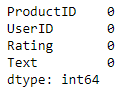 ProductID    0
UserID       0
Rating       0
Text         0
dtype: int64